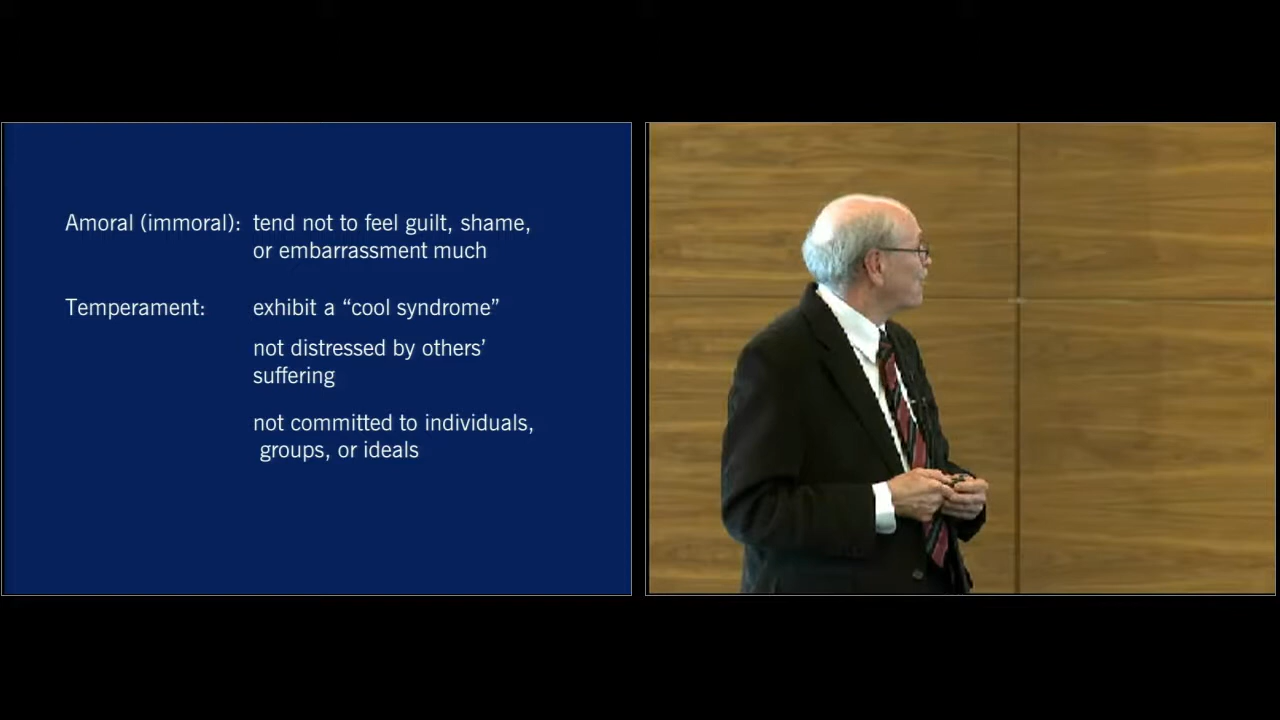 Amoral (immoral): tend not to feel guilt, shame,
or embarrassment much
Temperament: exhibit a “cool syndrome”
not distressed by others’
suffering
not committed to individuals,
groups, or ideals